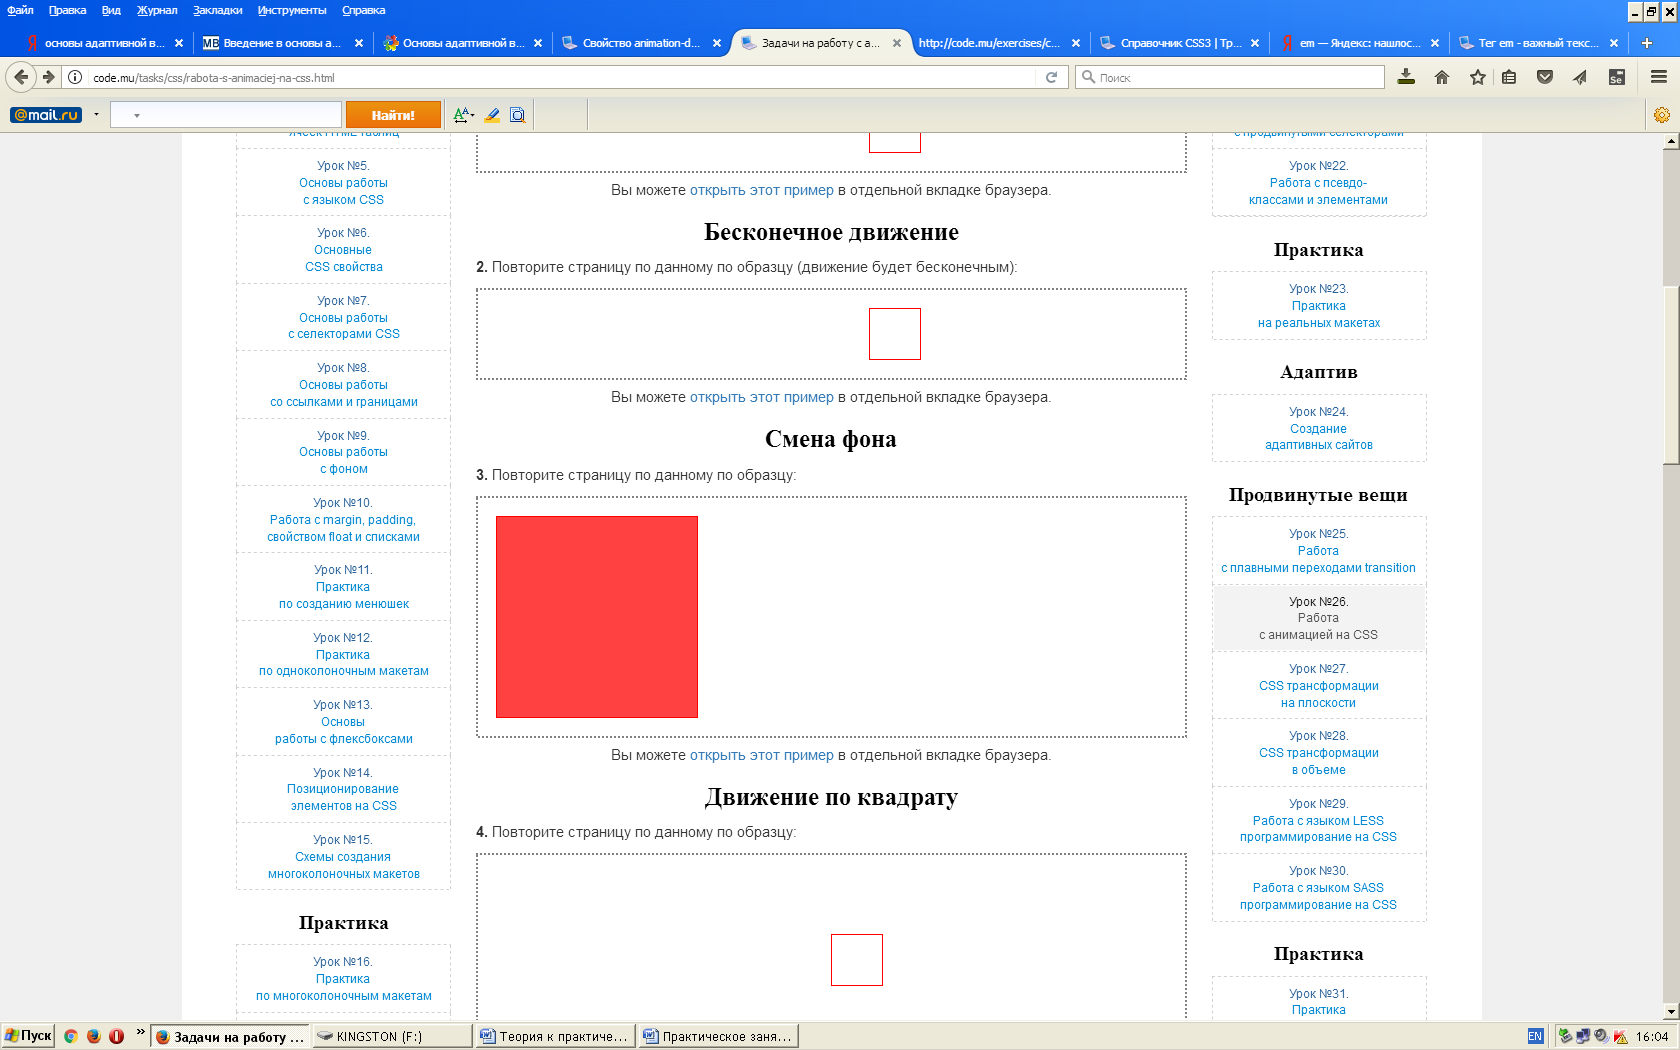 Файл Правка Вид Журнал Закладки Инструменты Справка
основы адаптивной в...
МВ Введение в основы а...
Основы адаптивной в...
Свойство animation-d...
Задачи на работу с а...
http://code.mu/exercises/c...
Справочник CSS3 | Тр...
em — Яндекс: нашлос...
Тег em - важный текс...
code.mu/tasks/css/rabota-s-animaciej-na-css.html
Поиск
Se
@mail.ru
Найти!
ячеек HTML таблиц
Урок №5.
Основы работы
с языком CSS
Урок №6.
Основные
CSS свойства
Урок №7.
Основы работы
с селекторами CSS
Урок №8.
Основы работы
со ссылками и границами
Урок №9.
Основы работы
с фоном
Урок №10.
Работа с margin, padding,
свойством float и списками
Урок №11.
Практика
по созданию менюшек
Урок №12.
Практика
по одноколоночным макетам
Урок №13.
Основы
работы с флексбоксами
Урок №14.
Позиционирование
элементов на CSS
Урок №15.
Схемы создания
многоколоночных макетов
Практика
Урок №16.
Практика
по многоколоночным макетам
Вы можете открыть этот пример в отдельной вкладке браузера.
Бесконечное движение
2. Повторите страницу по данному по образцу (движение будет бесконечным):
Вы можете открыть этот пример в отдельной вкладке браузера.
Смена фона
3. Повторите страницу по данному по образцу:
Вы можете открыть этот пример в отдельной вкладке браузера.
Движение по квадрату
4. Повторите страницу по данному по образцу:
с продвинутыми селекторами
Урок №22.
Работа с псевдо-
классами и элементами
Практика
Урок №23.
Практика
на реальных макетах
Адаптив
Урок №24.
Создание
адаптивных сайтов
Продвинутые вещи
Урок №25.
Работа
с плавными переходами transition
Урок №26.
Работа
с анимацией на CSS
Урок №27.
CSS трансформации
на плоскости
Урок №28.
CSS трансформации
в объеме
Урок №29.
Работа с языком LESS
программирование на CSS
Урок №30.
Работа с языком SASS
программирование на CSS
Практика
Урок №31.
Практика
Пуск
Задачи на работу ...
KINGSTON (F:)
Теория к практиче...
Практическое заня...
EN
16:04